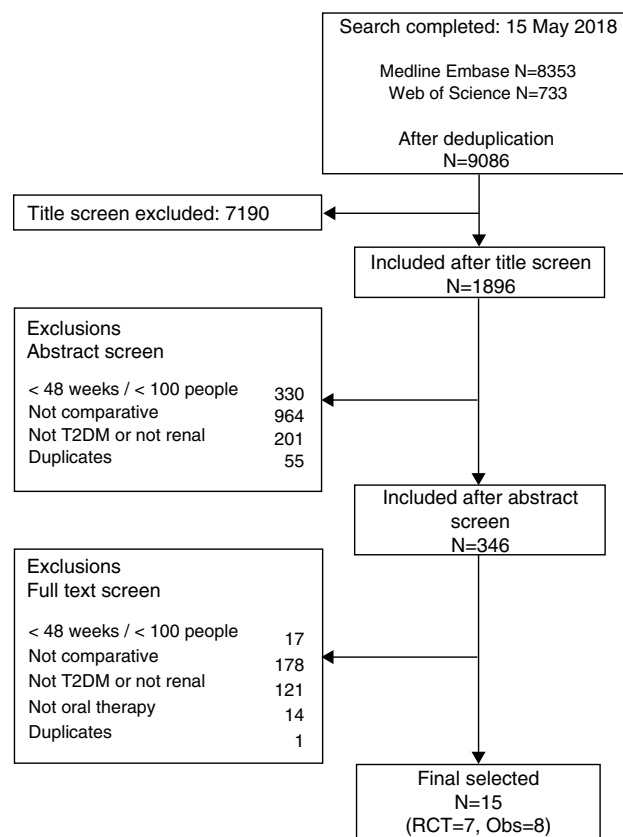 Search completed: 15 May 2018
Medline Embase N=8353
Web of Science N=733
After deduplication
N=9086
Title screen excluded: 7190
Included after title screen
N=1896
Exclusions
Abstract screen
< 48 weeks / < 100 people 330
Not comparative 964
Not T2DM or not renal 201
Duplicates 55
Included after abstract
screen
N=346
Exclusions
Full text screen
< 48 weeks / < 100 people 17
Not comparative 178
Not T2DM or not renal 121
Not oral therapy 14
Duplicates 1
Final selected
N=15
(RCT=7, Obs=8)